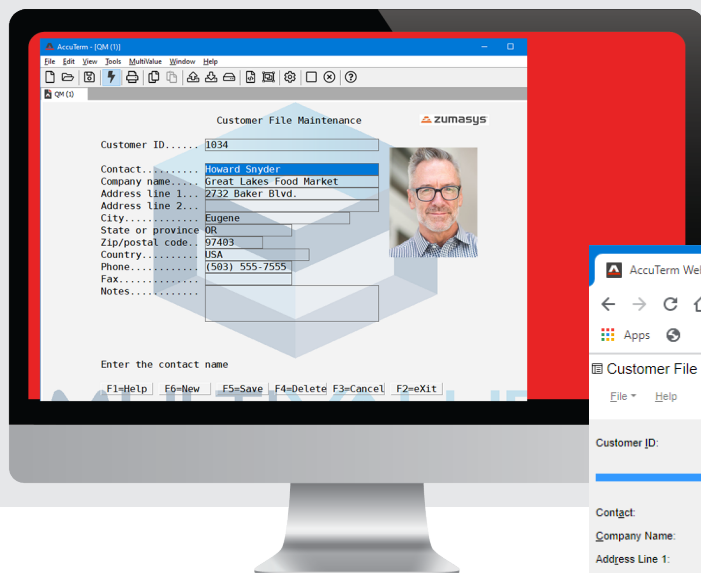 AccuTerm - [QM (1)]
File Edit View Tools MultiValue Window Help
QM (1)
Customer File Maintenance
zumasys
Customer ID...... 1034
Contact.......... Howard Snyder
Company name..... Great Lakes Food Market
Address line 1... 2732 Baker Blvd.
Address line 2...
City............. Eugene
State or province OR
Zip/postal code.. 97403
Country.......... USA
Phone............ (503) 555-7555
Fax..............
Notes............
Enter the contact name
F1=Help F6=New F5=Save F4=Delete F3=Cancel F2=eXit
AccuTerm Wel
Apps
Customer File
File Help
Customer ID:
Contact:
Company Name:
Address Line 1: